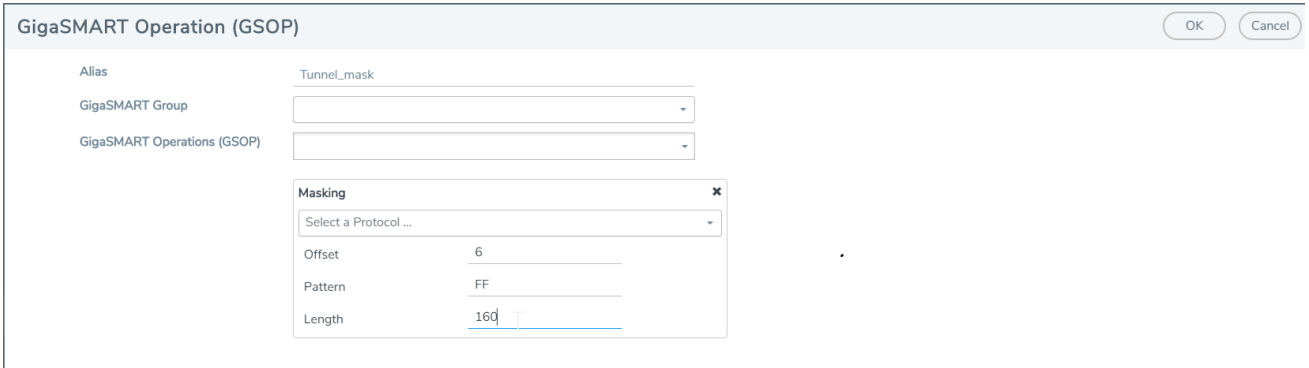 GigaSMART Operation (GSOP)
OK
Cancel
Alias
Tunnel_mask
GigaSMART Group
GigaSMART Operations (GSOP)
Masking
Select a Protocol ...
Offset
6
Pattern
FF
Length
160